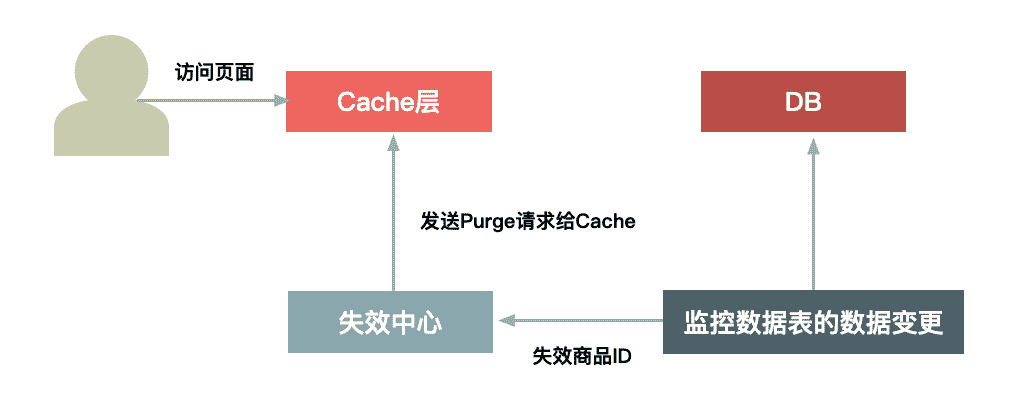 访问页面
Cache层
DB
发送Purge请求给Cache
失效中心
监控数据表的数据变更
失效商品ID